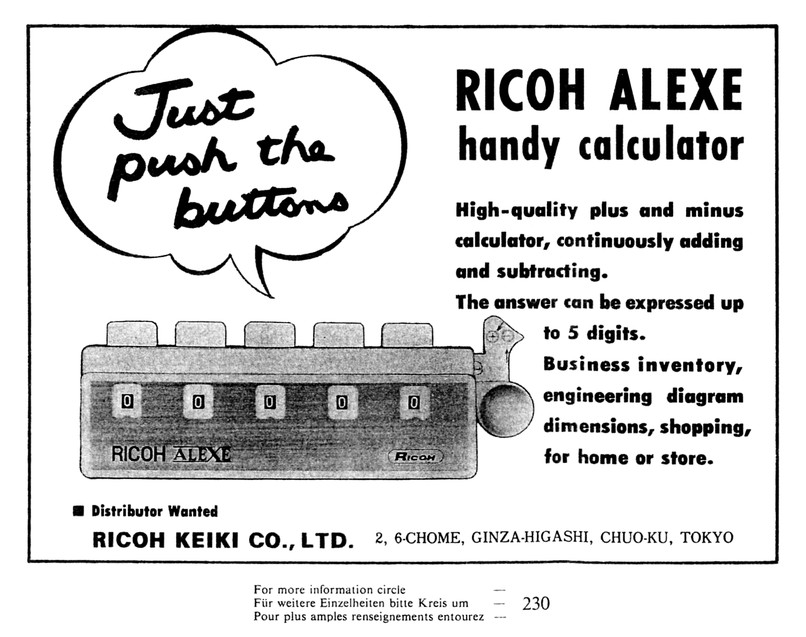 Just
push the
buttons
RICOH ALEXE
handy calculator
High-quality plus and minus
calculator, continuously adding
and subtracting.
The answer can be expressed up
to 5 digits.
Business inventory,
engineering diagram
dimensions, shopping,
for home or store.
+ −
0 0 0 0 0
RICOH ALEXE
RICOH
■ Distributor Wanted
RICOH KEIKI CO., LTD. 2, 6-CHOME, GINZA-HIGASHI, CHUO-KU, TOKYO
For more information circle —
Für weitere Einzelheiten bitte Kreis um — 230
Pour plus amples renseignements entourez —